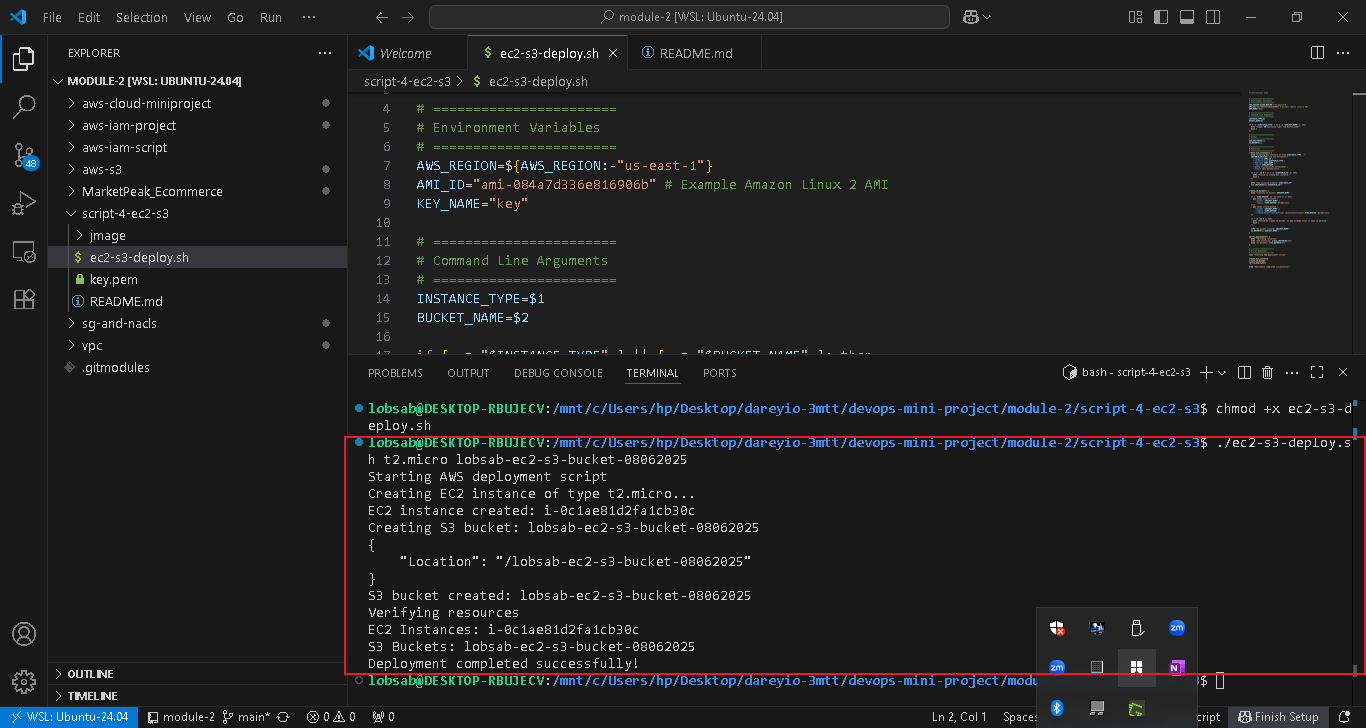 File Edit Selection View Go Run ···
module-2 [WSL: Ubuntu-24.04]
EXPLORER
MODULE-2 [WSL: UBUNTU-24.04]
aws-cloud-miniproject
aws-iam-project
aws-iam-script
aws-s3
MarketPeak_Ecommerce
script-4-ec2-s3
jmage
$ ec2-s3-deploy.sh
key.pem
README.md
sg-and-nacls
vpc
.gitmodules
48
OUTLINE
TIMELINE
Welcome
$ ec2-s3-deploy.sh
README.md
script-4-ec2-s3 > $ ec2-s3-deploy.sh
4 # ======================
5 # Environment Variables
6 # ======================
7 AWS_REGION=${AWS_REGION:-"us-east-1"}
8 AMI_ID="ami-084a7d336e816906b" # Example Amazon Linux 2 AMI
9 KEY_NAME="key"
10
11 # ======================
12 # Command Line Arguments
13 # ======================
14 INSTANCE_TYPE=$1
15 BUCKET_NAME=$2
16
PROBLEMS OUTPUT DEBUG CONSOLE TERMINAL PORTS
bash - script-4-ec2-s3
lobsab@DESKTOP-RBUJECV:/mnt/c/Users/hp/Desktop/dareyio-3mtt/devops-mini-project/module-2/script-4-ec2-s3$ chmod +x ec2-s3-d
eploy.sh
lobsab@DESKTOP-RBUJECV:/mnt/c/Users/hp/Desktop/dareyio-3mtt/devops-mini-project/module-2/script-4-ec2-s3$ ./ec2-s3-deploy.s
h t2.micro lobsab-ec2-s3-bucket-08062025
Starting AWS deployment script
Creating EC2 instance of type t2.micro...
EC2 instance created: i-0c1ae81d2fa1cb30c
Creating S3 bucket: lobsab-ec2-s3-bucket-08062025
{
"Location": "/lobsab-ec2-s3-bucket-08062025"
}
S3 bucket created: lobsab-ec2-s3-bucket-08062025
Verifying resources
EC2 Instances: i-0c1ae81d2fa1cb30c
S3 Buckets: lobsab-ec2-s3-bucket-08062025
Deployment completed successfully!
lobsab@DESKTOP-RBUJECV:/mnt/c/Users/hp/Desktop/dareyio-3mtt/devops-mini-project/modu s3$
zm
zm
N
WSL: Ubuntu-24.04 module-2 main* 0 0 0 Ln 2, Col 1 Space cript Finish Setup